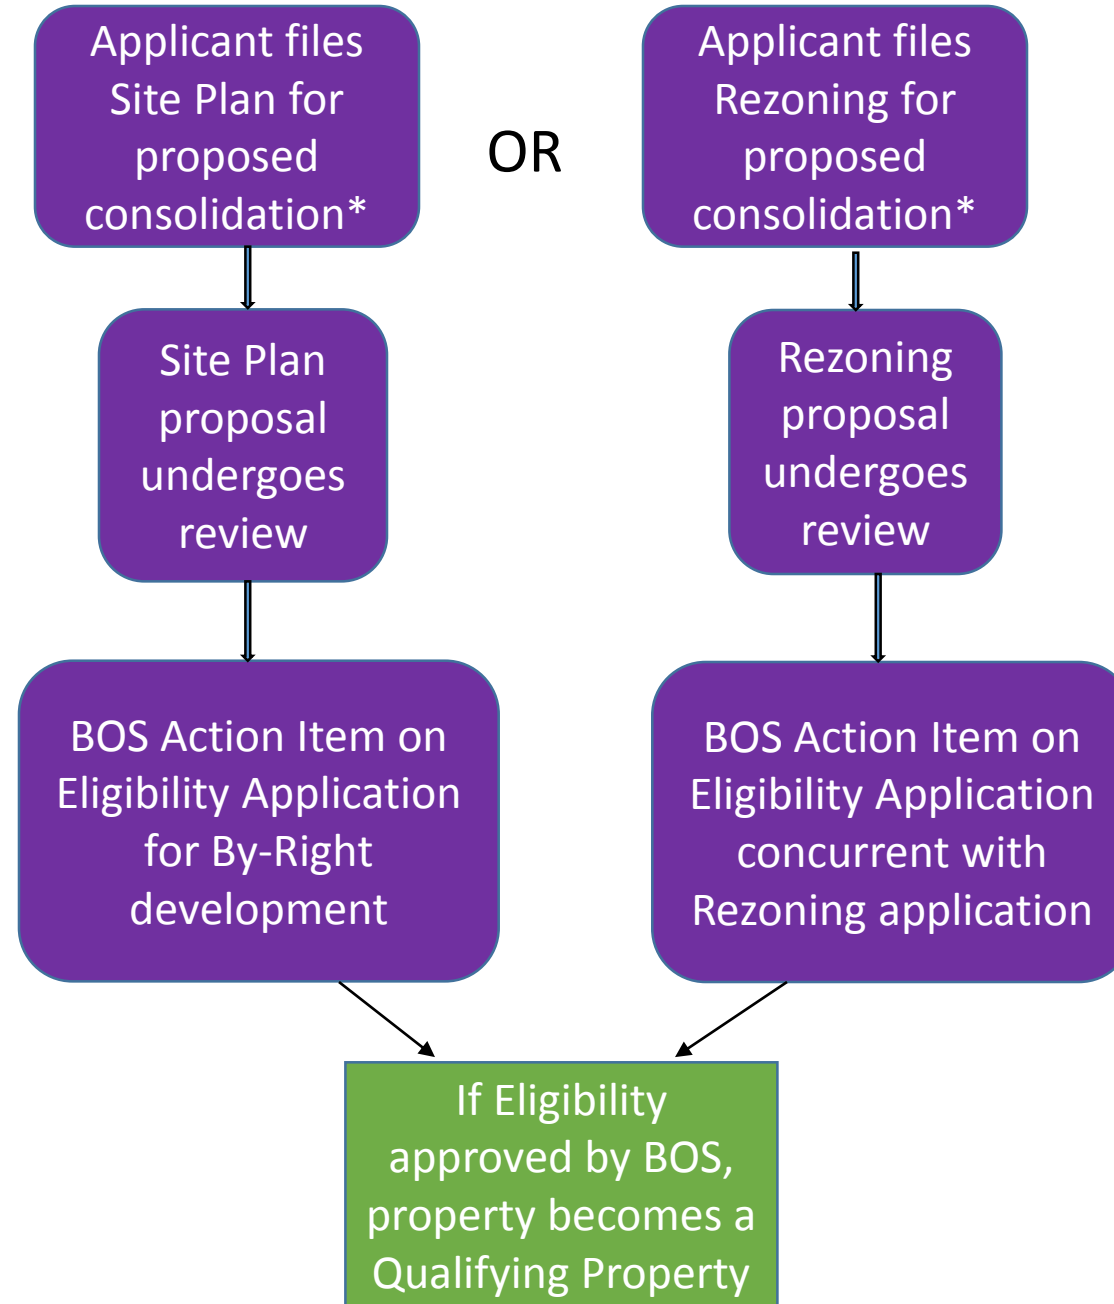 Applicant files
Site Plan for
proposed
consolidation*
OR
Applicant files
Rezoning for
proposed
consolidation*
Site Plan
proposal
undergoes
review
Rezoning
proposal
undergoes
review
BOS Action Item on
Eligibility Application
for By-Right
development
BOS Action Item on
Eligibility Application
concurrent with
Rezoning application
If Eligibility
approved by BOS,
property becomes a
Qualifying Property